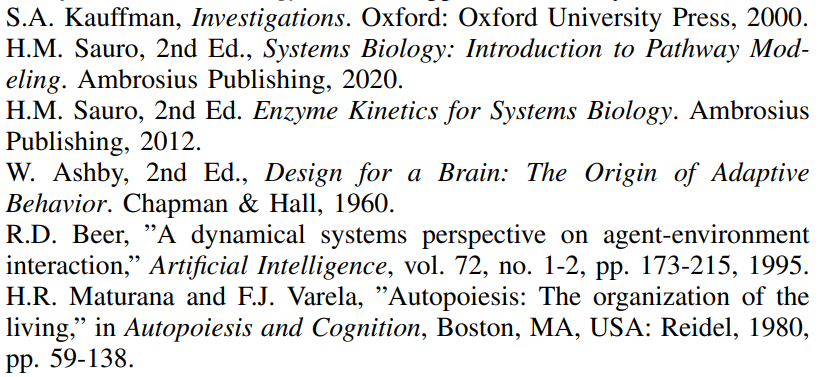 S.A. Kauffman, Investigations. Oxford: Oxford University Press, 2000.
H.M. Sauro, 2nd Ed., Systems Biology: Introduction to Pathway Mod-
eling. Ambrosius Publishing, 2020.
H.M. Sauro, 2nd Ed. Enzyme Kinetics for Systems Biology. Ambrosius
Publishing, 2012.
W. Ashby, 2nd Ed., Design for a Brain: The Origin of Adaptive
Behavior. Chapman & Hall, 1960.
R.D. Beer, ”A dynamical systems perspective on agent-environment
interaction,” Artificial Intelligence, vol. 72, no. 1-2, pp. 173-215, 1995.
H.R. Maturana and F.J. Varela, ”Autopoiesis: The organization of the
living,” in Autopoiesis and Cognition, Boston, MA, USA: Reidel, 1980,
pp. 59-138.